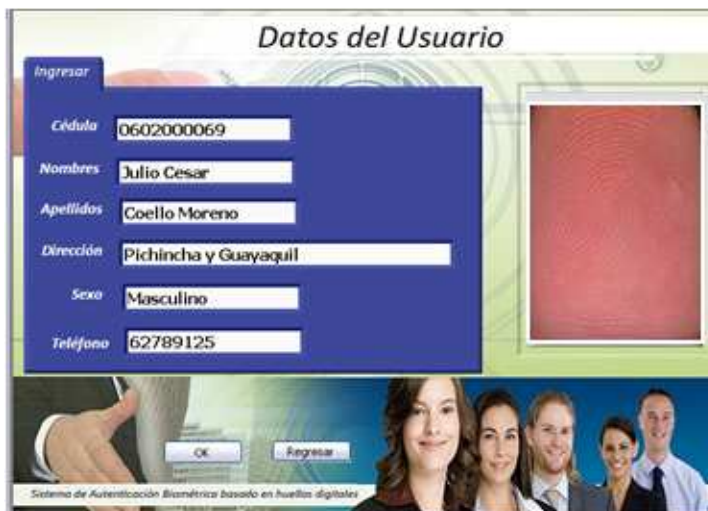 Datos del Usuario
Ingresar
Cédula 0602000069
Nombres Julio Cesar
Apellidos Coello Moreno
Dirección Pichincha y Guayaquil
Sexo Masculino
Teléfono 62789125
OK Regresar
Sistema de Autenticación Biométrica basado en huellas digitales